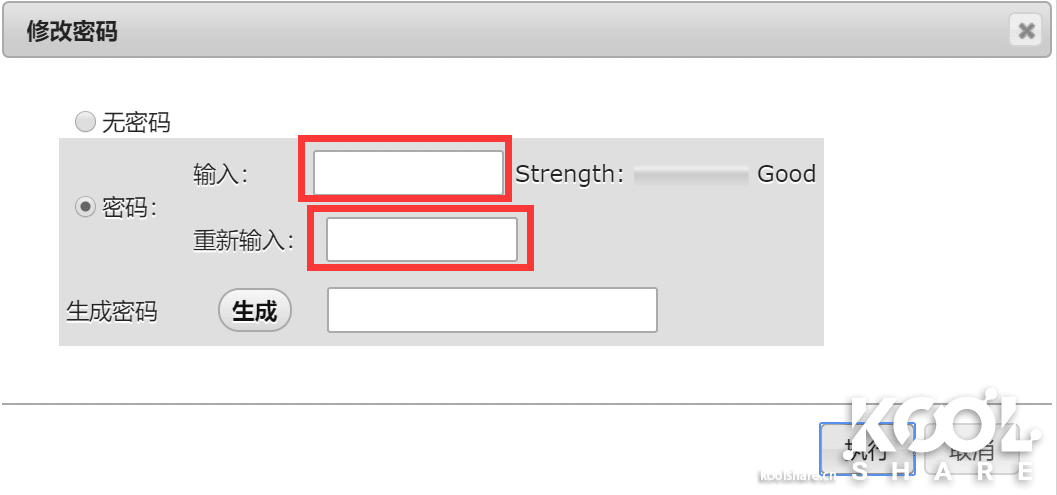 修改密码
无密码
输入： Strength: Good
密码：
重新输入：
生成密码 生成
执行 取消
KOOL
SHARE
koolshare.cn